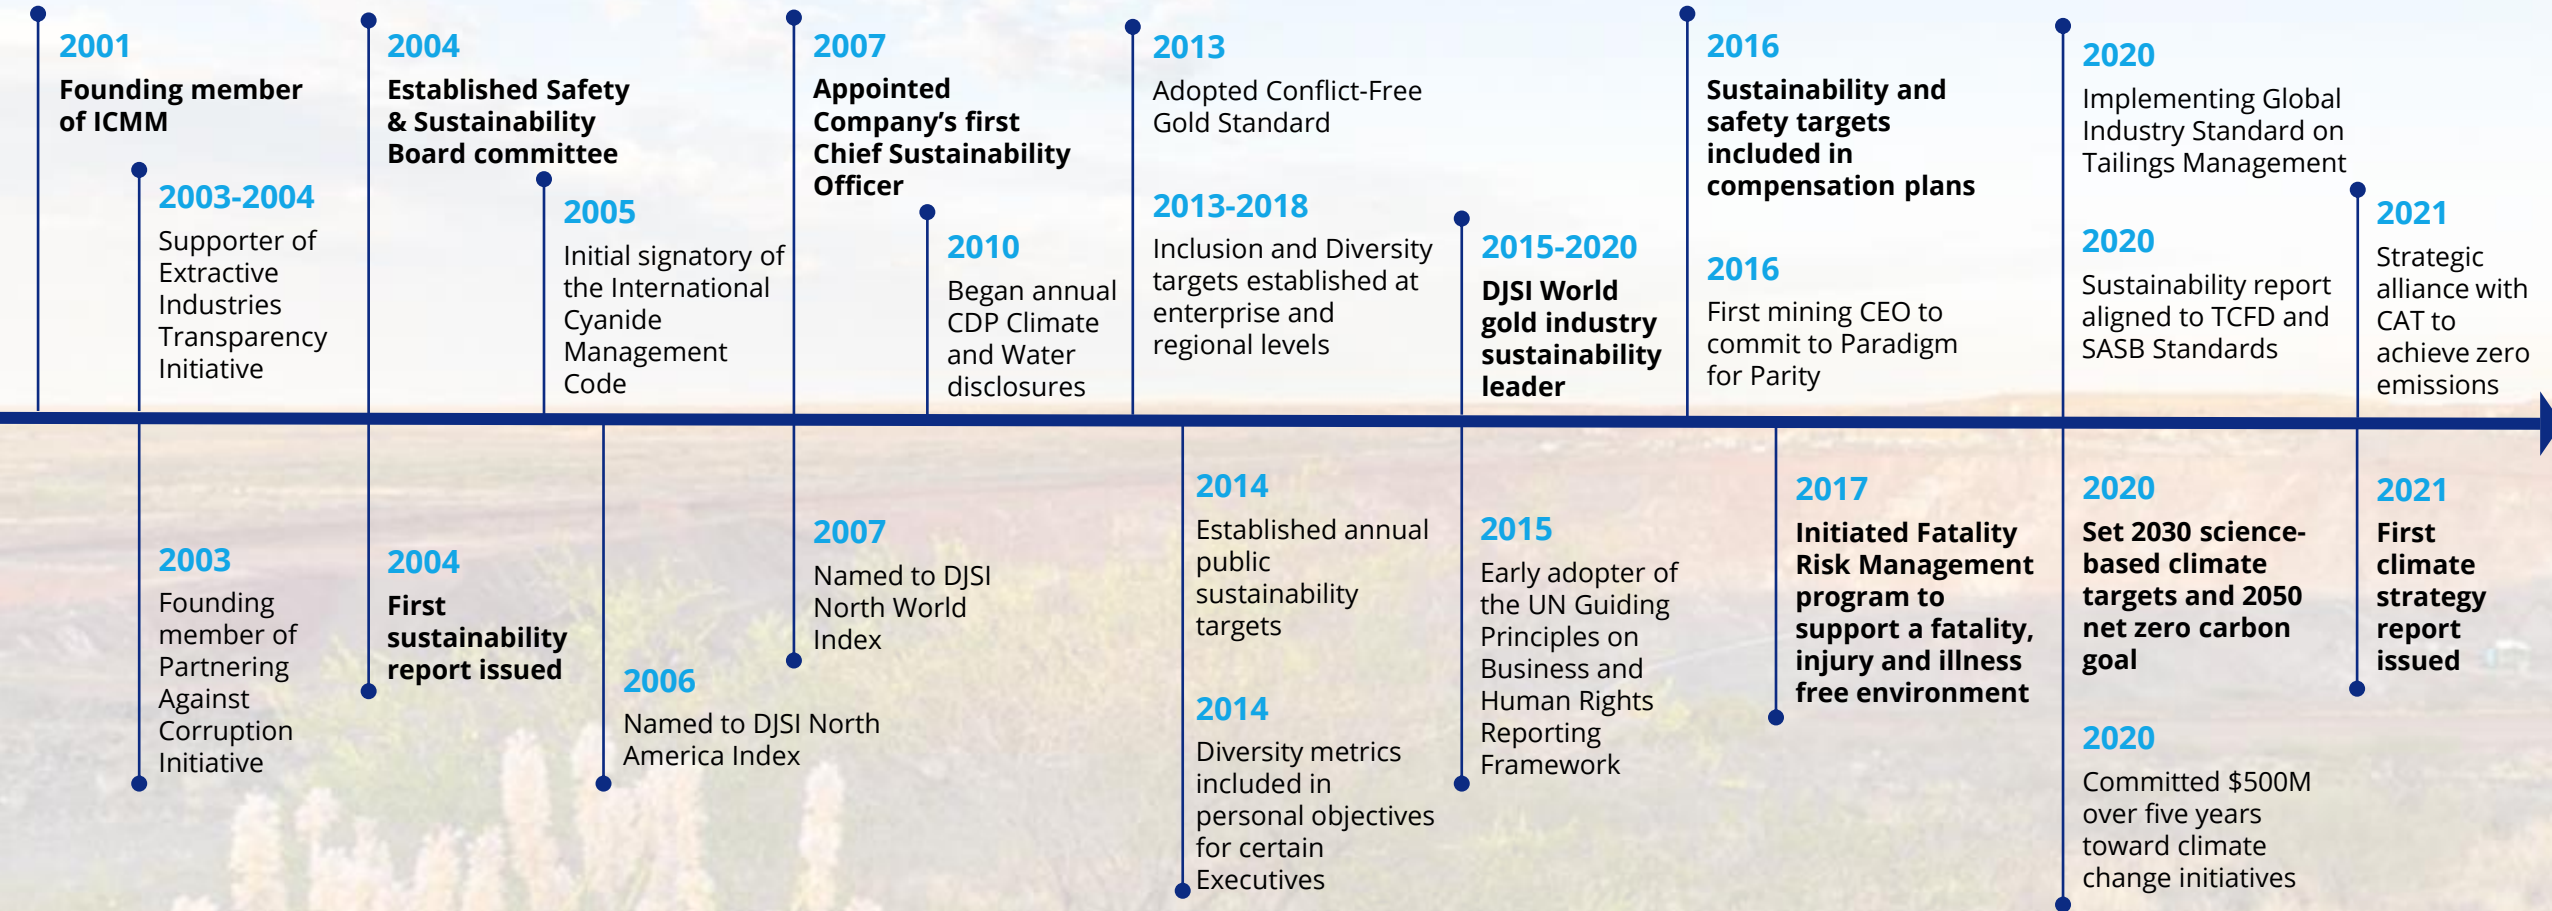 2001
Founding member
of ICMM
2003-2004
Supporter of
Extractive
Industries
Transparency
Initiative
2004
Established Safety
& Sustainability
Board committee
2005
Initial signatory of
the International
Cyanide
Management
Code
2007
Appointed
Company’s first
Chief Sustainability
Officer
2010
Began annual
CDP Climate
and Water
disclosures
2013
Adopted Conflict-Free
Gold Standard
2013-2018
Inclusion and Diversity
targets established at
enterprise and
regional levels
2015-2020
DJSI World
gold industry
sustainability
leader
2016
Sustainability and
safety targets
included in
compensation plans
2016
First mining CEO to
commit to Paradigm
for Parity
2020
Implementing Global
Industry Standard on
Tailings Management
2020
Sustainability report
aligned to TCFD and
SASB Standards
2021
Strategic
alliance with
CAT to
achieve zero
emissions
2003
Founding
member of
Partnering
Against
Corruption
Initiative
2004
First
sustainability
report issued
2006
Named to DJSI North
America Index
2007
Named to DJSI
North World
Index
2014
Established annual
public
sustainability
targets
2014
Diversity metrics
included in
personal objectives
for certain
Executives
2015
Early adopter of
the UN Guiding
Principles on
Business and
Human Rights
Reporting
Framework
2017
Initiated Fatality
Risk Management
program to
support a fatality,
injury and illness
free environment
2020
Set 2030 science-
based climate
targets and 2050
net zero carbon
goal
2020
Committed $500M
over five years
toward climate
change initiatives
2021
First
climate
strategy
report
issued